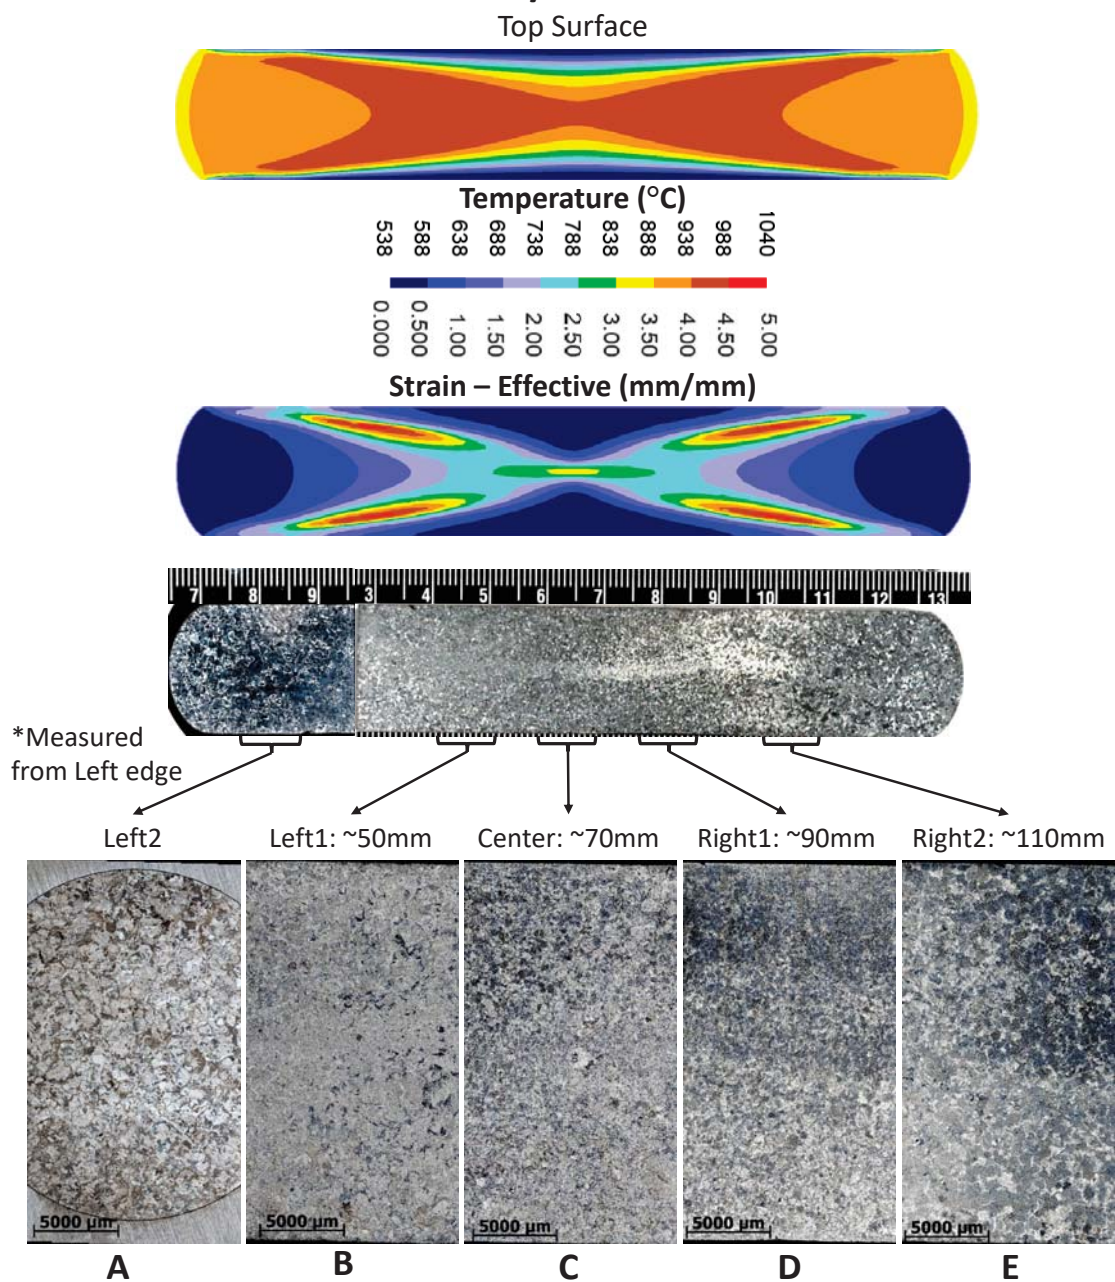 Top Surface
Temperature (°C)
538 588 638 688 738 788 838 888 938 988 1040
0.000 0.500 1.00 1.50 2.00 2.50 3.00 3.50 4.00 4.50 5.00
Strain – Effective (mm/mm)
7 8 9 3 4 5 6 7 8 9 10 11 12 13
*Measured
from Left edge
Left2 Left1: ~50mm Center: ~70mm Right1: ~90mm Right2: ~110mm
5000 µm 5000 µm 5000 µm 5000 µm 5000 µm
A B C D E